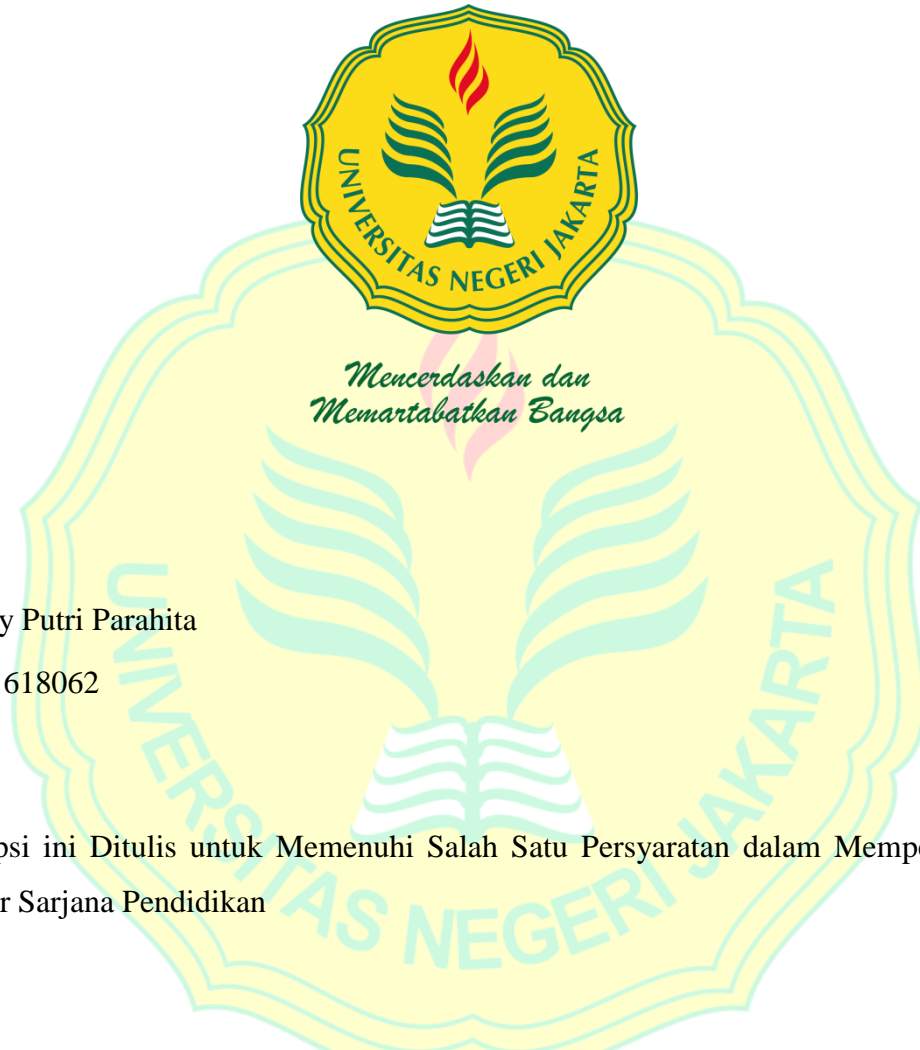 UNIVERSITAS NEGERI JAKARTA
Mencerdaskan dan
Memartabatkan Bangsa
y Putri Parahita
618062
psi ini Ditulis untuk Memenuhi Salah Satu Persyaratan dalam Mempe
r Sarjana Pendidikan
UNIVERSITAS NEGERI JAKARTA